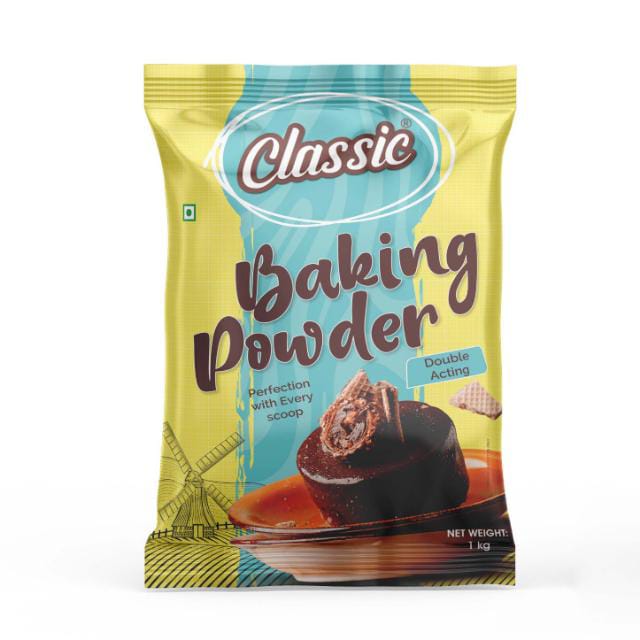 Classic®
Baking
Powder
Double
Acting
Perfection
with Every
scoop
NET WEIGHT:
1 kg